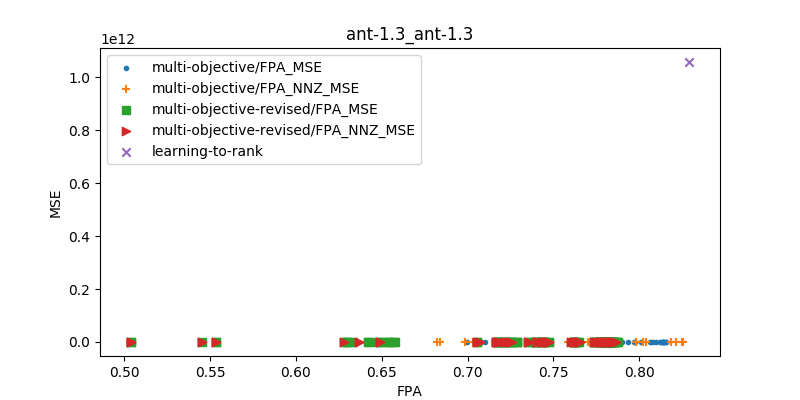 ant-1.3_ant-1.3
1e12
multi-objective/FPA_MSE
multi-objective/FPA_NNZ_MSE
multi-objective-revised/FPA_MSE
multi-objective-revised/FPA_NNZ_MSE
learning-to-rank
1.0
0.8
0.6
0.4
0.2
0.0
MSE
0.50 0.55 0.60 0.65 0.70 0.75 0.80
FPA